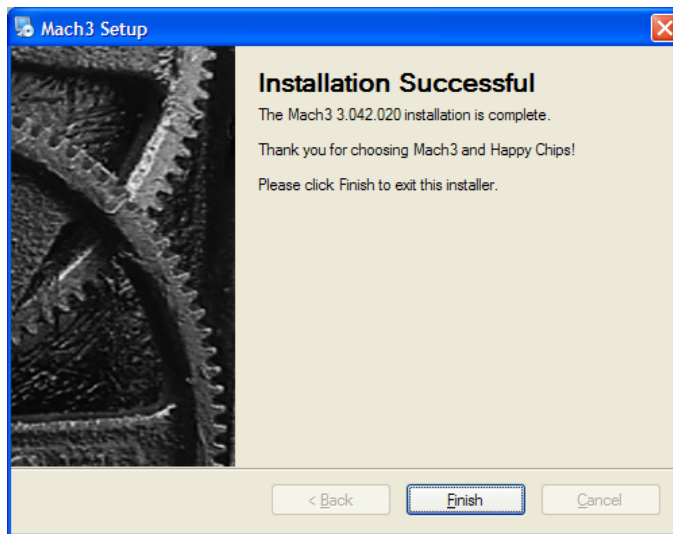 Mach3 Setup
Installation Successful
The Mach3 3.042.020 installation is complete.
Thank you for choosing Mach3 and Happy Chips!
Please click Finish to exit this installer.
< Back
Finish
Cancel